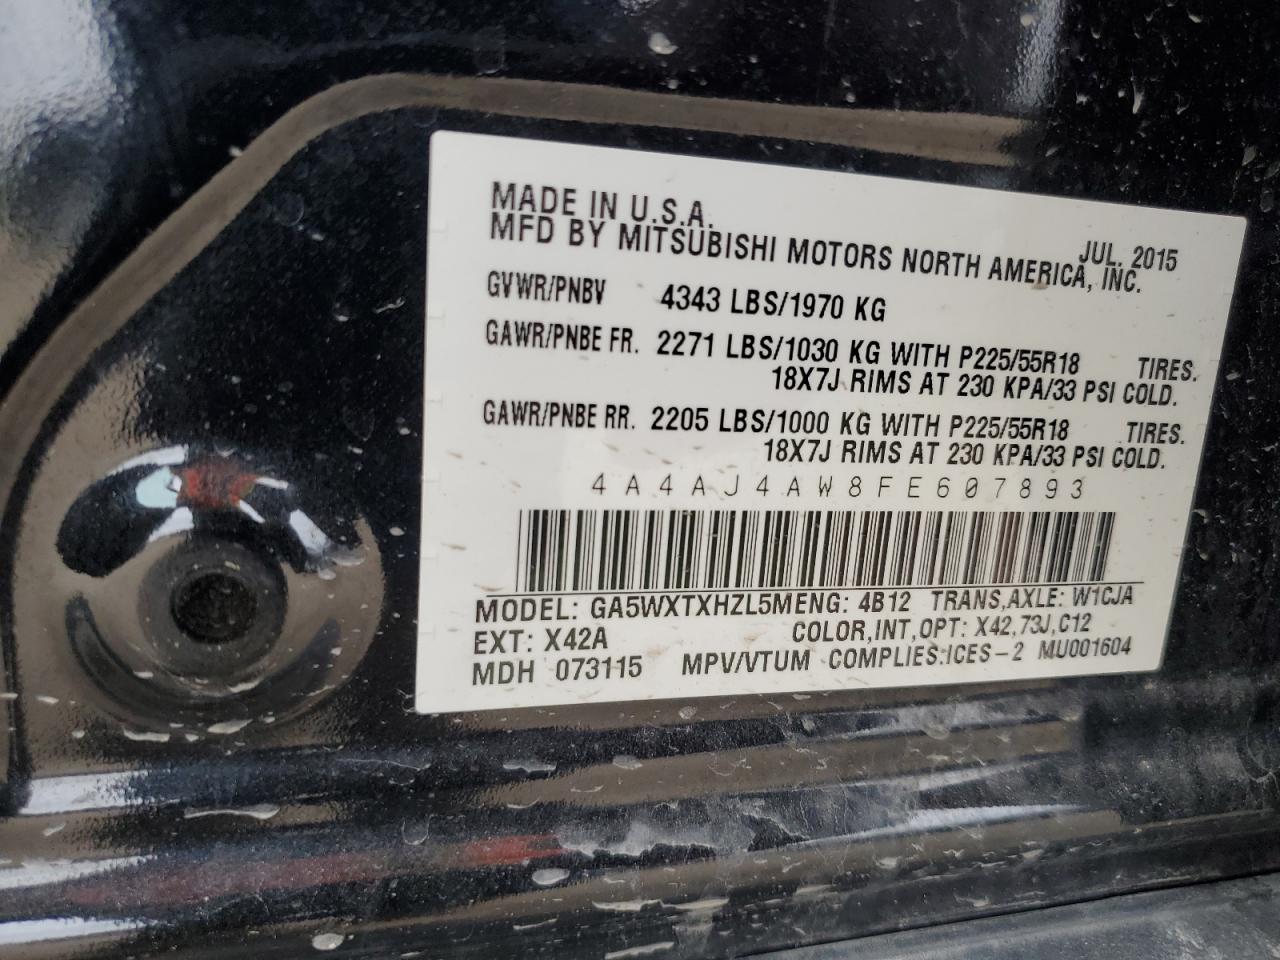 MADE IN U.S.A.
MFD BY MITSUBISHI MOTORS NORTH AMERICA, INC.
JUL. 2015
GVWR/PNBV 4343 LBS/1970 KG
GAWR/PNBE FR. 2271 LBS/1030 KG WITH P225/55R18 TIRES.
18X7J RIMS AT 230 KPA/33 PSI COLD.
GAWR/PNBE RR. 2205 LBS/1000 KG WITH P225/55R18 TIRES.
18X7J RIMS AT 230 KPA/33 PSI COLD.
4A4AJ4AW8FE607893
MODEL: GA5WXTXHZL5M ENG: 4B12 TRANS,AXLE: W1CJA
EXT: X42A COLOR,INT,OPT: X42,73J,C12
MDH 073115 MPV/VTUM COMPLIES:ICES-2 MU001604